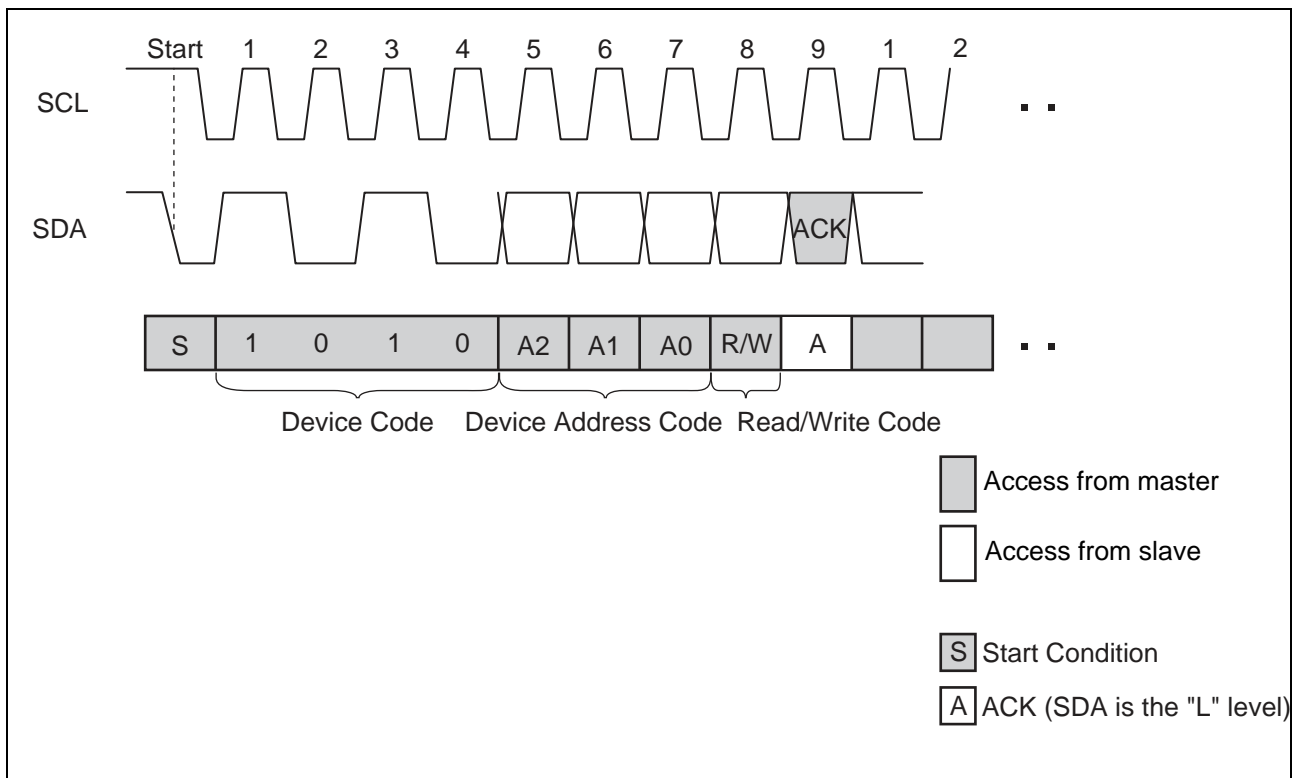 Start 1 2 3 4 5 6 7 8 9 1 2
SCL
SDA
ACK
S 1 0 1 0 A2 A1 A0 R/W A
Device Code Device Address Code Read/Write Code
Access from master
Access from slave
S Start Condition
A ACK (SDA is the "L" level)